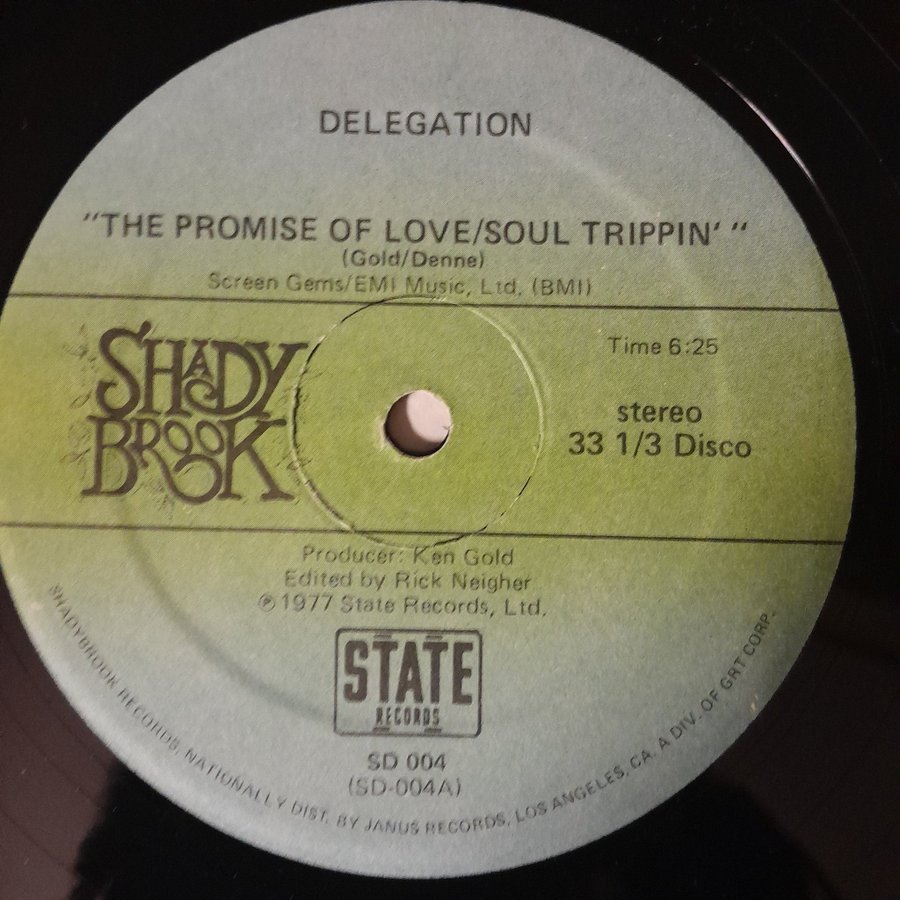 DELEGATION
"THE PROMISE OF LOVE/SOUL TRIPPIN' "
(Gold/Denne)
Screen Gems/EMI Music, Ltd. (BMI)
SHADY
BROOK
Time 6:25
stereo
33 1/3 Disco
Producer: Ken Gold
Edited by Rick Neigher
℗ 1977 State Records, Ltd.
STATE
RECORDS
SD 004
(SD-004A)
SHADYBROOK RECORDS, NATIONALLY DIST. BY JANUS RECORDS, LOS ANGELES, CA. A DIV. OF GRT CORP.